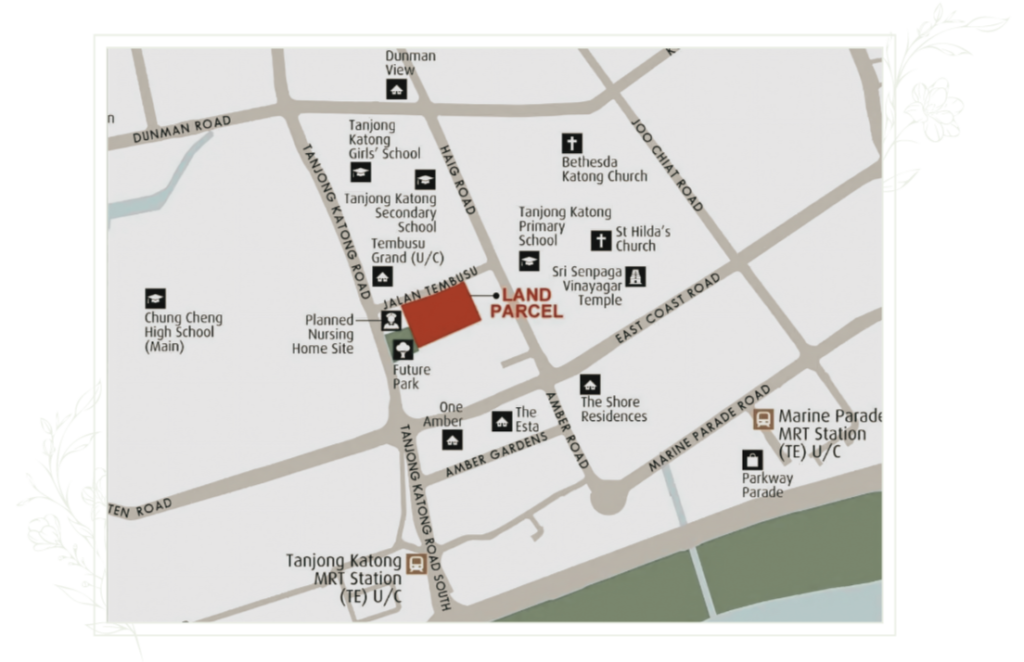 Dunman
View
n
DUNMAN ROAD
Tanjong
Katong
Girls' School
TANJONG KATONG ROAD
HAIG ROAD
JOO CHIAT ROAD
Bethesda
Katong Church
Tanjong Katong
Secondary
School
Tanjong Katong
Primary
School
St Hilda's
Church
Tembusu
Grand (U/C)
Sri Senpaga
Vinayagar
Temple
JALAN TEMBUSU
LAND
PARCEL
EAST COAST ROAD
Chung Cheng
High School
(Main)
Planned
Nursing
Home Site
Future
Park
The Shore
Residences
One
Amber
The
Esta
AMBER ROAD
MARINE PARADE ROAD
Marine Parade
MRT Station
(TE) U/C
AMBER GARDENS
Parkway
Parade
TEN ROAD
TANJONG KATONG ROAD SOUTH
Tanjong Katong
MRT Station
(TE) U/C